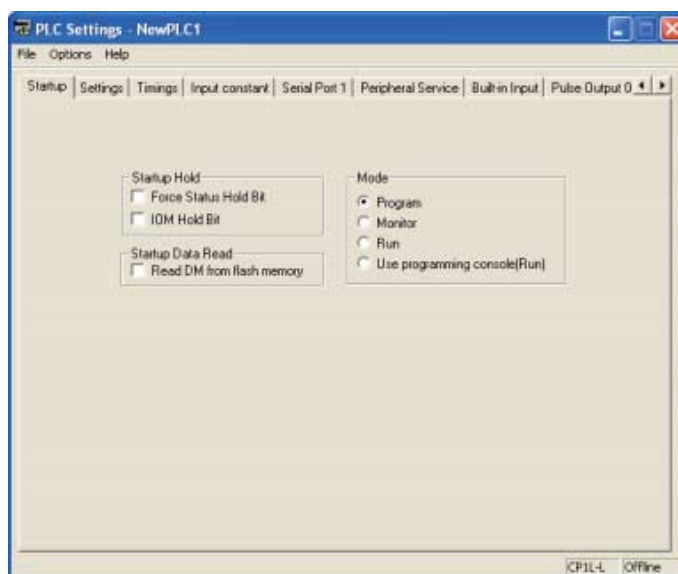 PLC Settings - NewPLC1
File Options Help
Startup Settings Timings Input constant Serial Port 1 Peripheral Service Built-in Input Pulse Output 0
Startup Hold
Force Status Hold Bit
IOM Hold Bit
Startup Data Read
Read DM from flash memory
Mode
Program
Monitor
Run
Use programming console(Run)
CP1L-L Offline